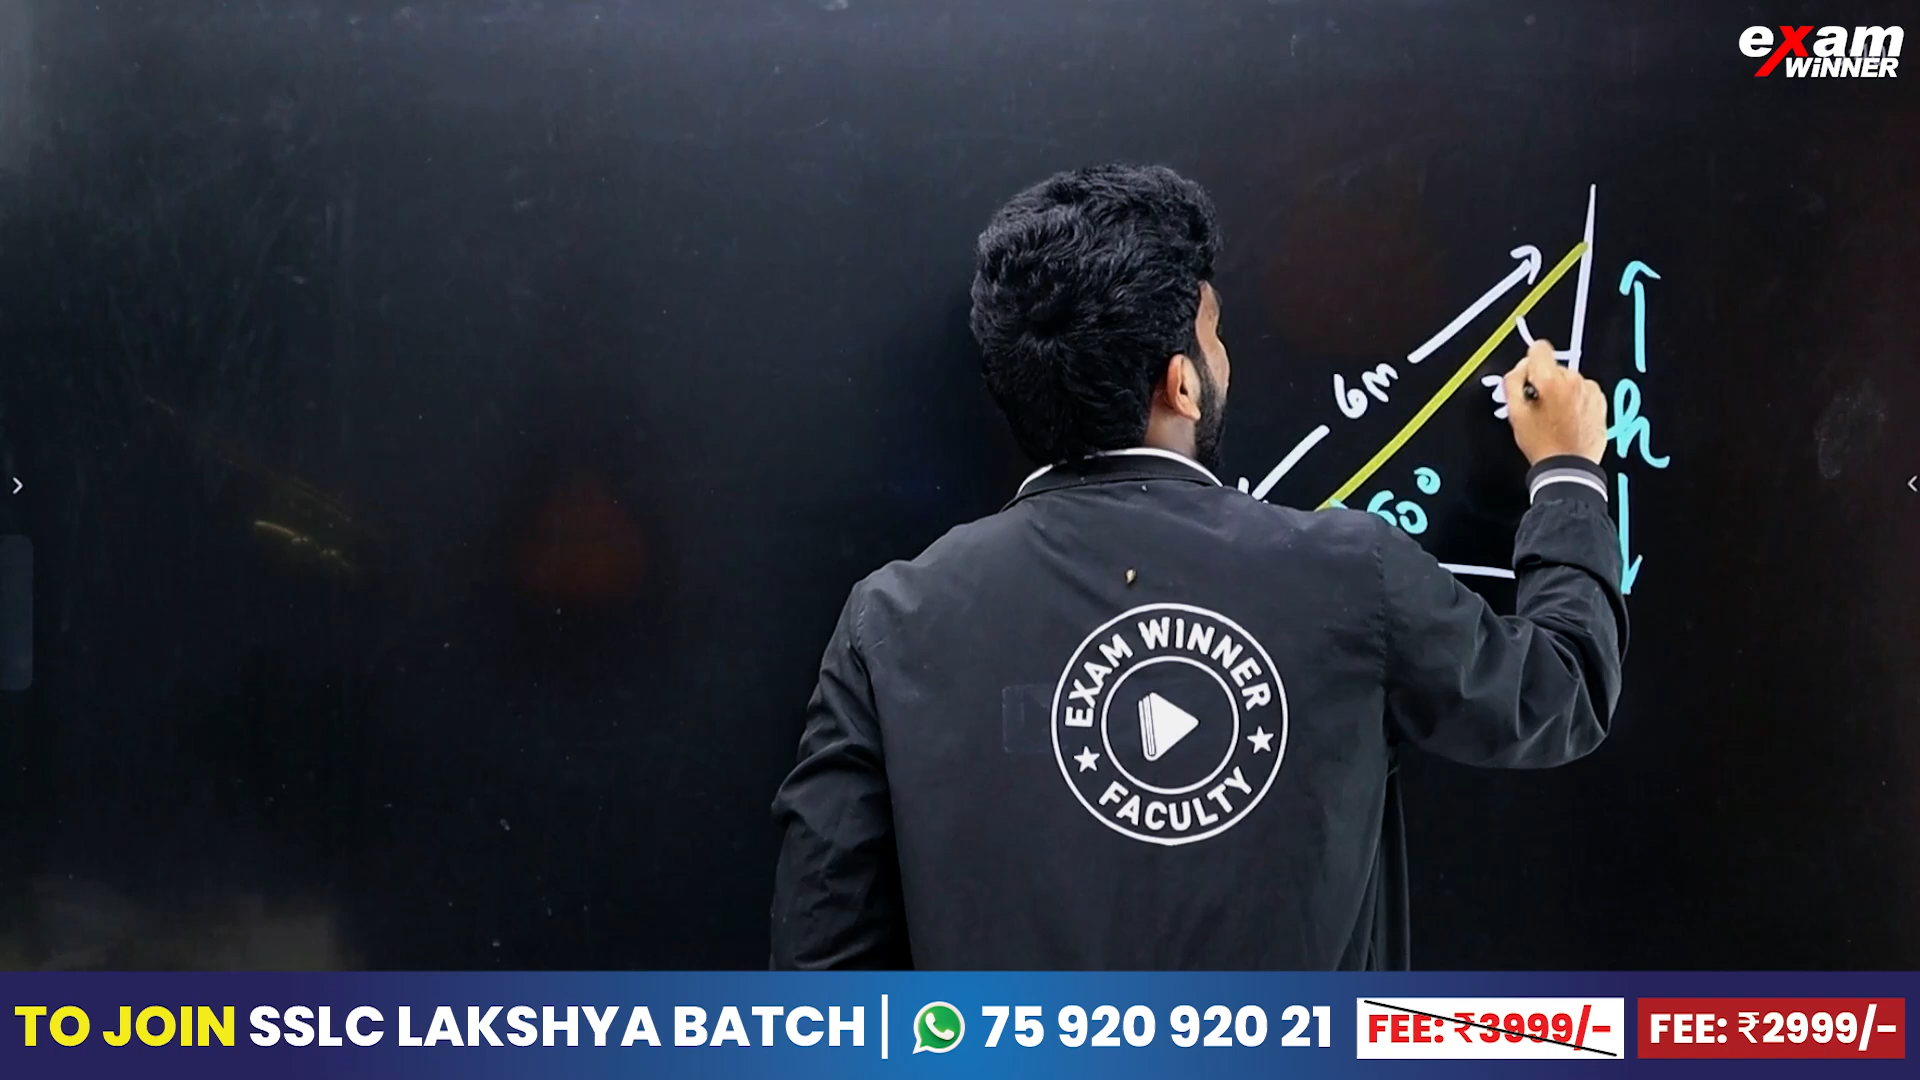 exam
WINNER
6m
60°
h
EXAM WINNER
FACULTY
TO JOIN SSLC LAKSHYA BATCH | 75 920 920 21
FEE: ₹3999/-
FEE: ₹2999/-